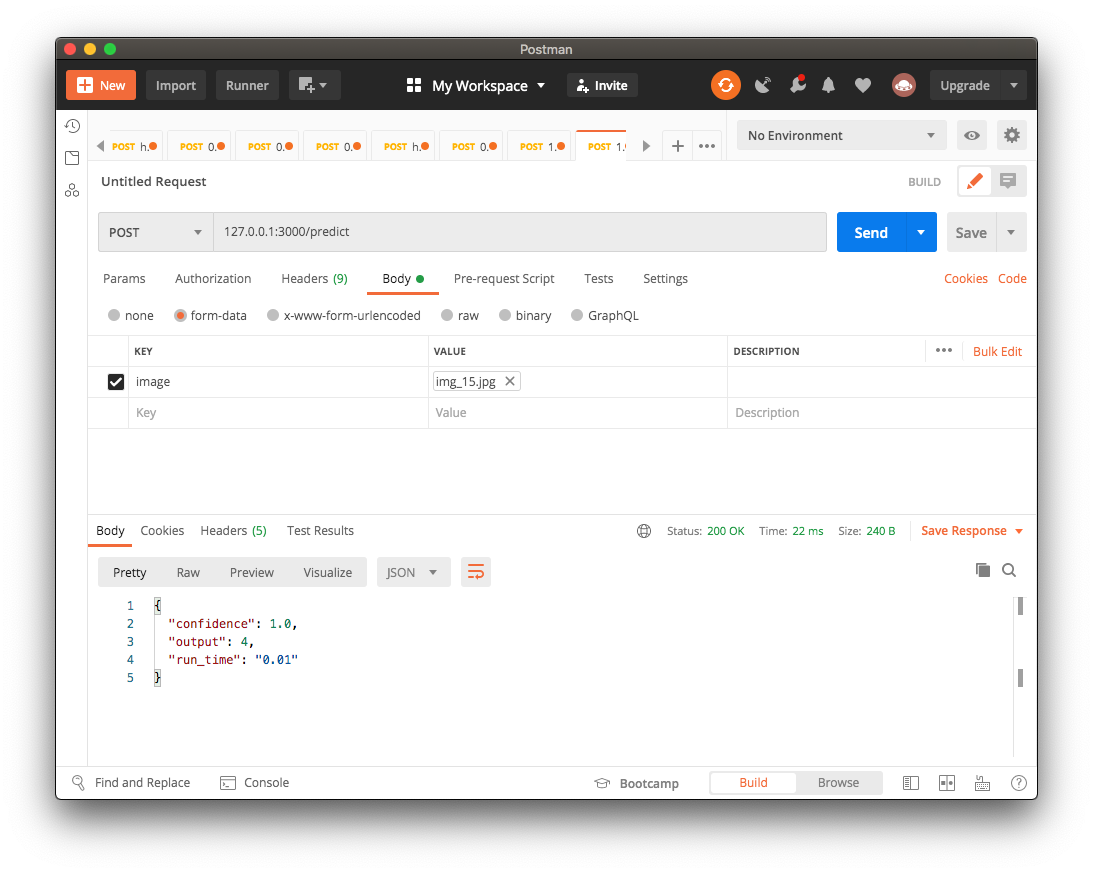 Postman
New Import Runner My Workspace Invite Upgrade
POST h. POST 0. POST 0. POST 0. POST h. POST 0. POST 1. POST 1. No Environment
Untitled Request BUILD
POST 127.0.0.1:3000/predict Send Save
Params Authorization Headers (9) Body Pre-request Script Tests Settings Cookies Code
none form-data x-www-form-urlencoded raw binary GraphQL
KEY VALUE DESCRIPTION Bulk Edit
image img_15.jpg
Key Value Description
Body Cookies Headers (5) Test Results Status: 200 OK Time: 22 ms Size: 240 B Save Response
Pretty Raw Preview Visualize JSON
1 {
2 "confidence": 1.0,
3 "output": 4,
4 "run_time": "0.01"
5 }
Find and Replace Console Bootcamp Build Browse